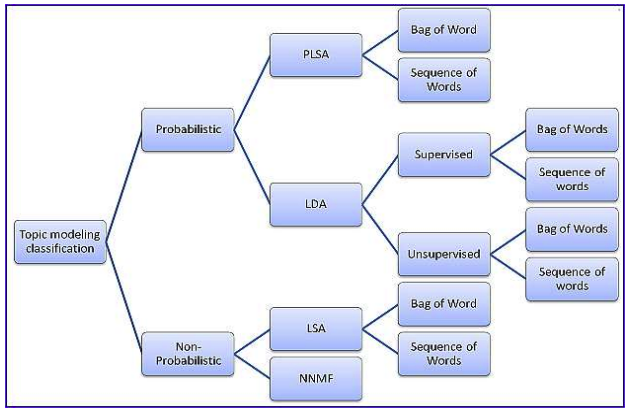 Bag of Word
PLSA
Sequence of
Words
Probabilistic
Bag of Words
Supervised
Sequence of
words
LDA
Topic modeling
classification
Bag of Words
Unsupervised
Sequence of
words
Bag of Word
LSA
Non-
Probabilistic
Sequence of
Words
NNMF